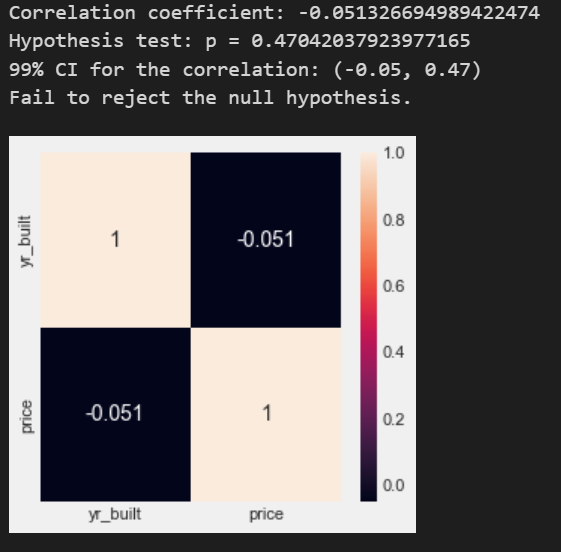 Correlation coefficient: -0.051326694989422474
Hypothesis test: p = 0.47042037923977165
99% CI for the correlation: (-0.05, 0.47)
Fail to reject the null hypothesis.
1.0
yr_built
1
-0.051
0.8
0.6
0.4
price
-0.051
1
0.2
0.0
yr_built
price